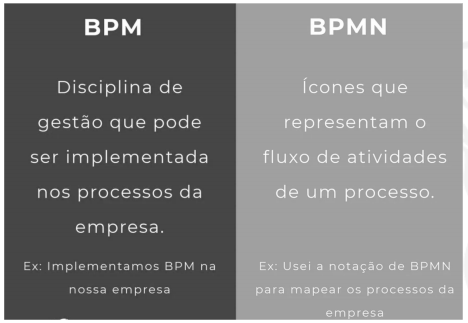 BPM
Disciplina de
gestão que pode
ser implementada
nos processos da
empresa.
Ex: Implementamos BPM na
nossa empresa
BPMN
Ícones que
representam o
fluxo de atividades
de um processo.
Ex: Usei a notação de BPMN
para mapear os processos da
empresa